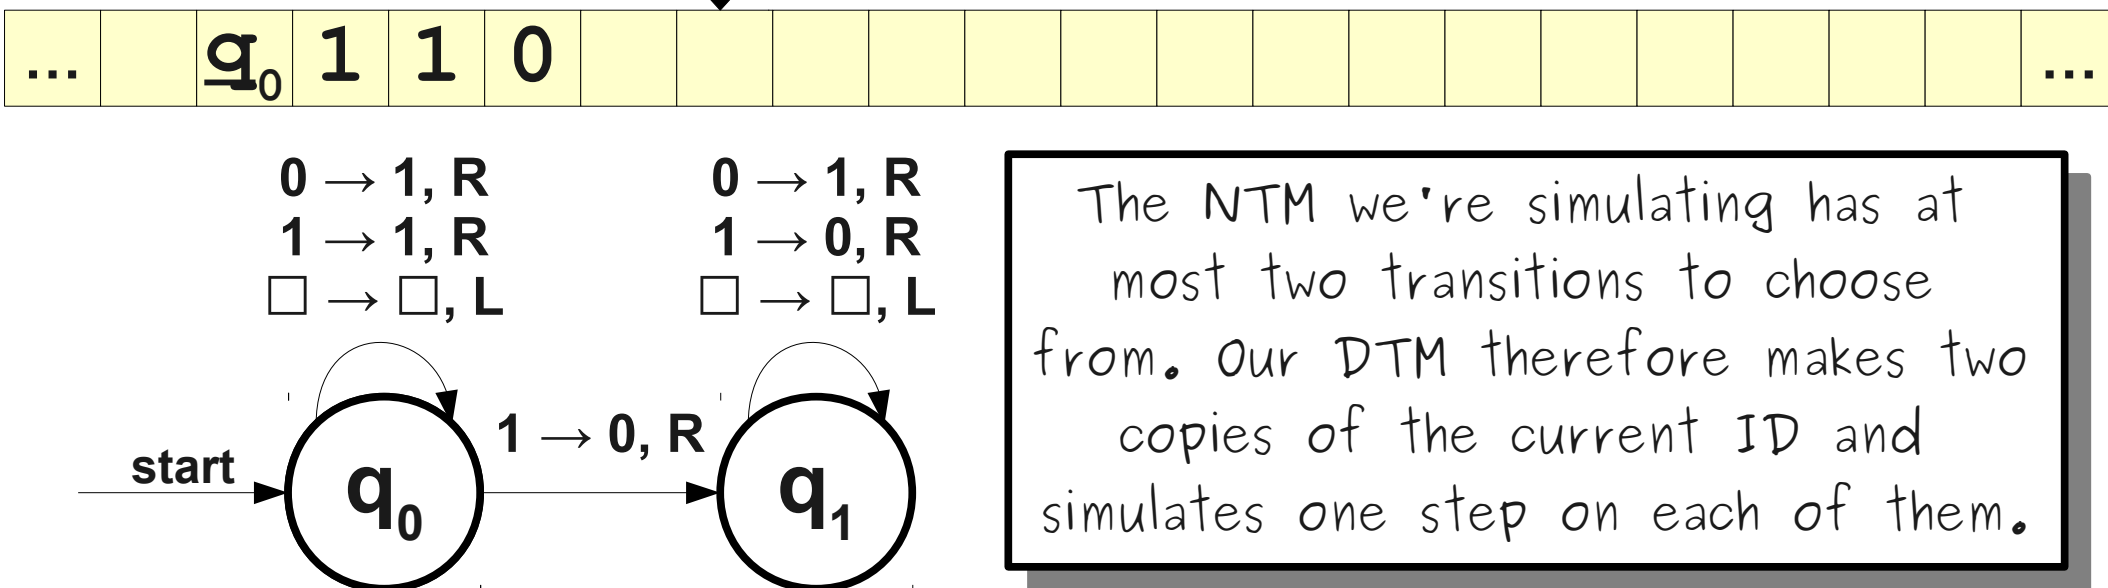 ... q₀ 1 1 0 ...
0 → 1, R
1 → 1, R
□ → □, L
0 → 1, R
1 → 0, R
□ → □, L
start
q₀
1 → 0, R
q₁
The NTM we're simulating has at
most two transitions to choose
from. Our DTM therefore makes two
copies of the current ID and
simulates one step on each of them.